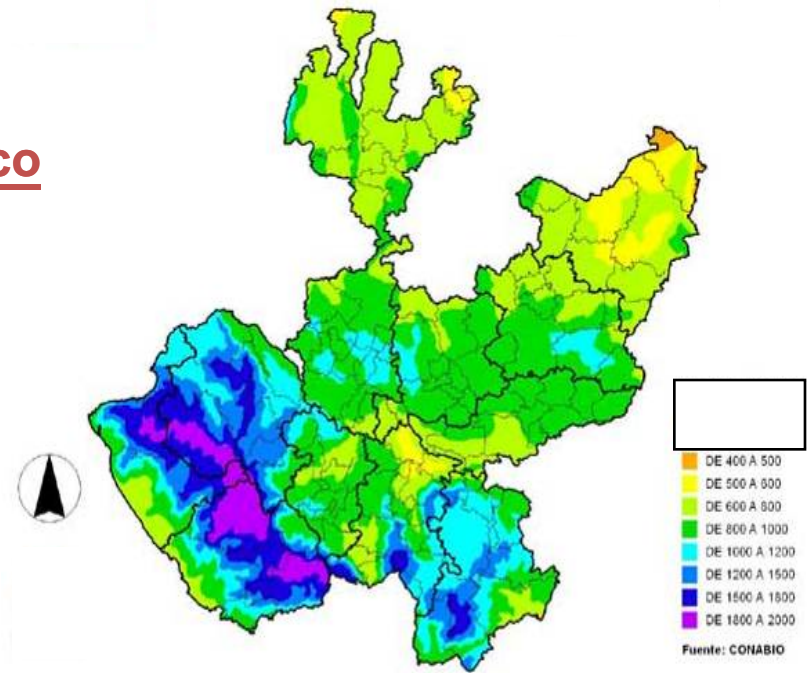 co
DE 400 A 500
DE 500 A 600
DE 600 A 800
DE 800 A 1000
DE 1000 A 1200
DE 1200 A 1500
DE 1500 A 1800
DE 1800 A 2000
Fuente: CONABIO